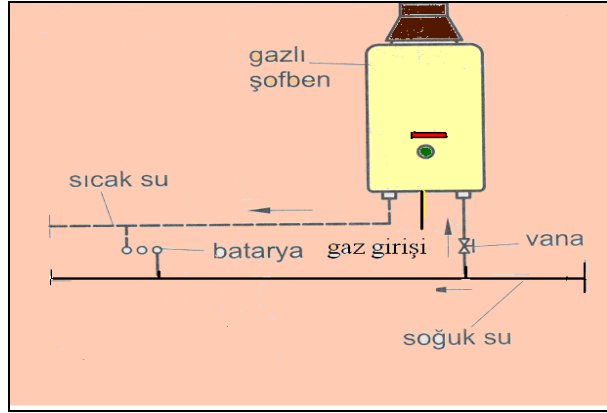 gazlı
şofben
sıcak su
batarya
gaz girişi
vana
soğuk su